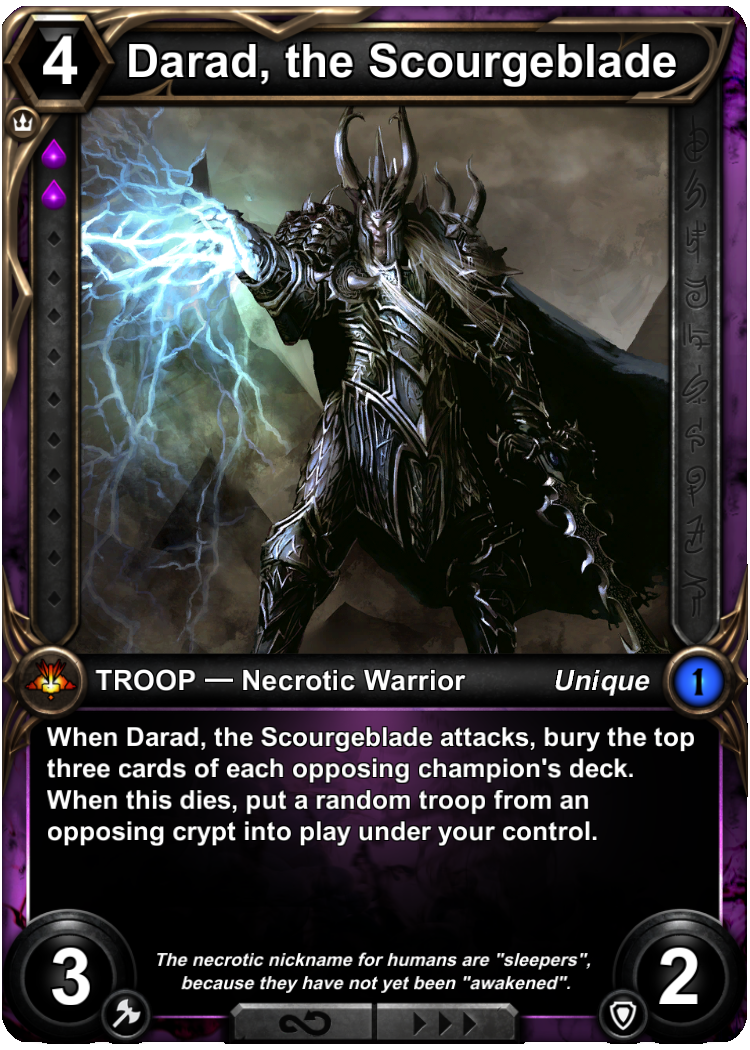 4
Darad, the Scourgeblade
TROOP — Necrotic Warrior
Unique
1
When Darad, the Scourgeblade attacks, bury the top
three cards of each opposing champion's deck.
When this dies, put a random troop from an
opposing crypt into play under your control.
3
The necrotic nickname for humans are "sleepers",
because they have not yet been "awakened".
2